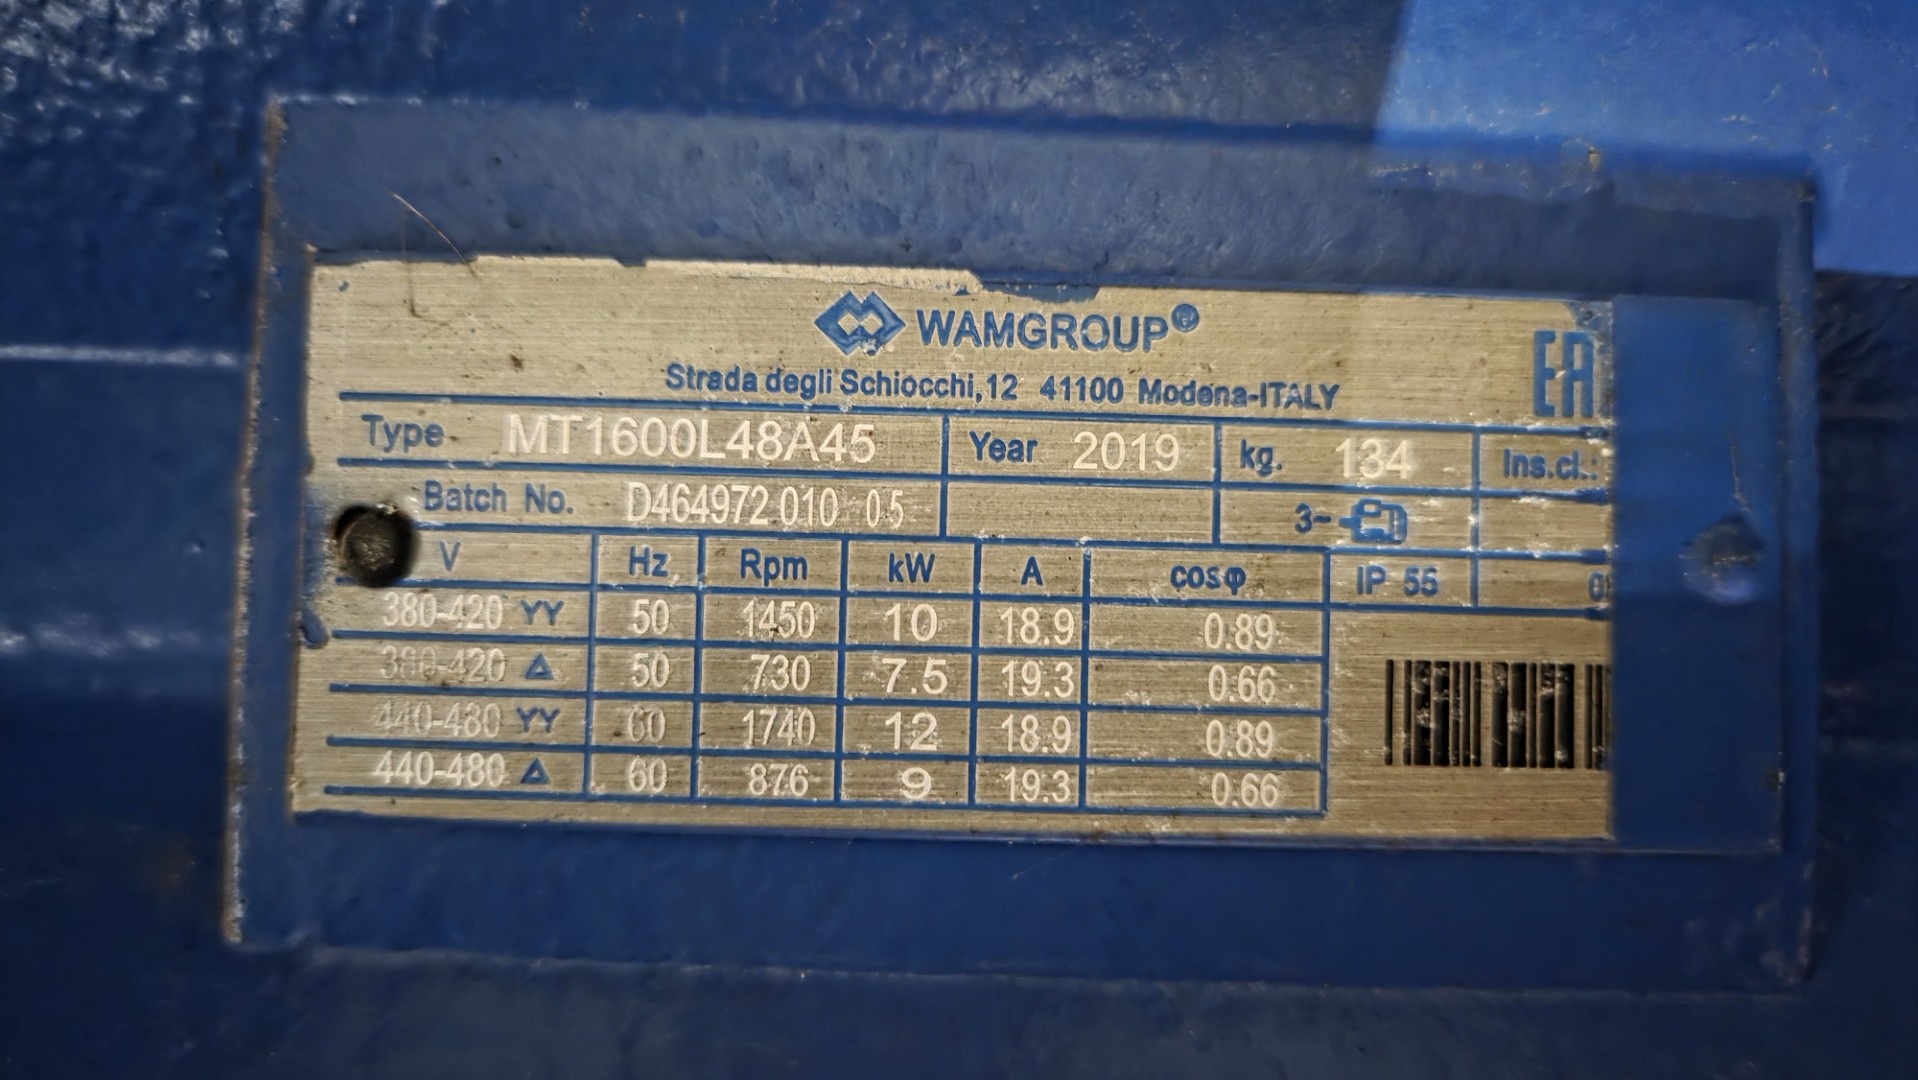 WAMGROUP®
Strada degli Schiocchi, 12 41100 Modena-ITALY
EAC
Type MT1600L48A45 Year 2019 kg. 134 Ins.cl.:
Batch No. D464972 010 05 3~
V Hz Rpm kW A cosφ IP 55
380-420 YY 50 1450 10 18.9 0.89
380-420 Δ 50 730 7.5 19.3 0.66
440-480 YY 60 1740 12 18.9 0.89
440-480 Δ 60 876 9 19.3 0.66